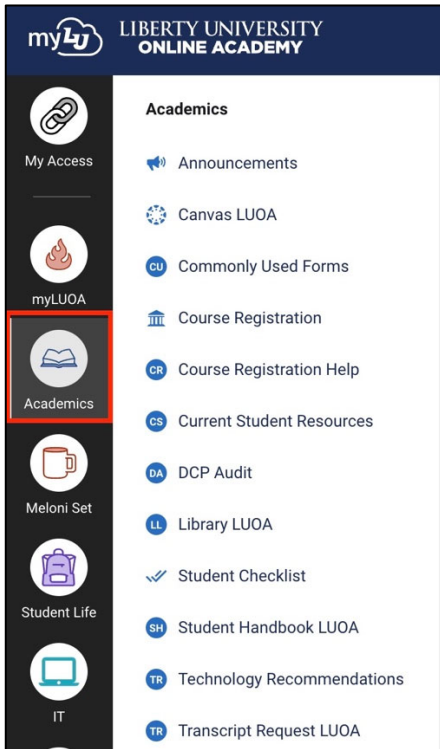 myLU LIBERTY UNIVERSITY
ONLINE ACADEMY
My Access
myLUOA
Academics
Meloni Set
Student Life
IT
Academics
Announcements
Canvas LUOA
CU Commonly Used Forms
Course Registration
CR Course Registration Help
CS Current Student Resources
DA DCP Audit
LL Library LUOA
Student Checklist
SH Student Handbook LUOA
TR Technology Recommendations
TR Transcript Request LUOA